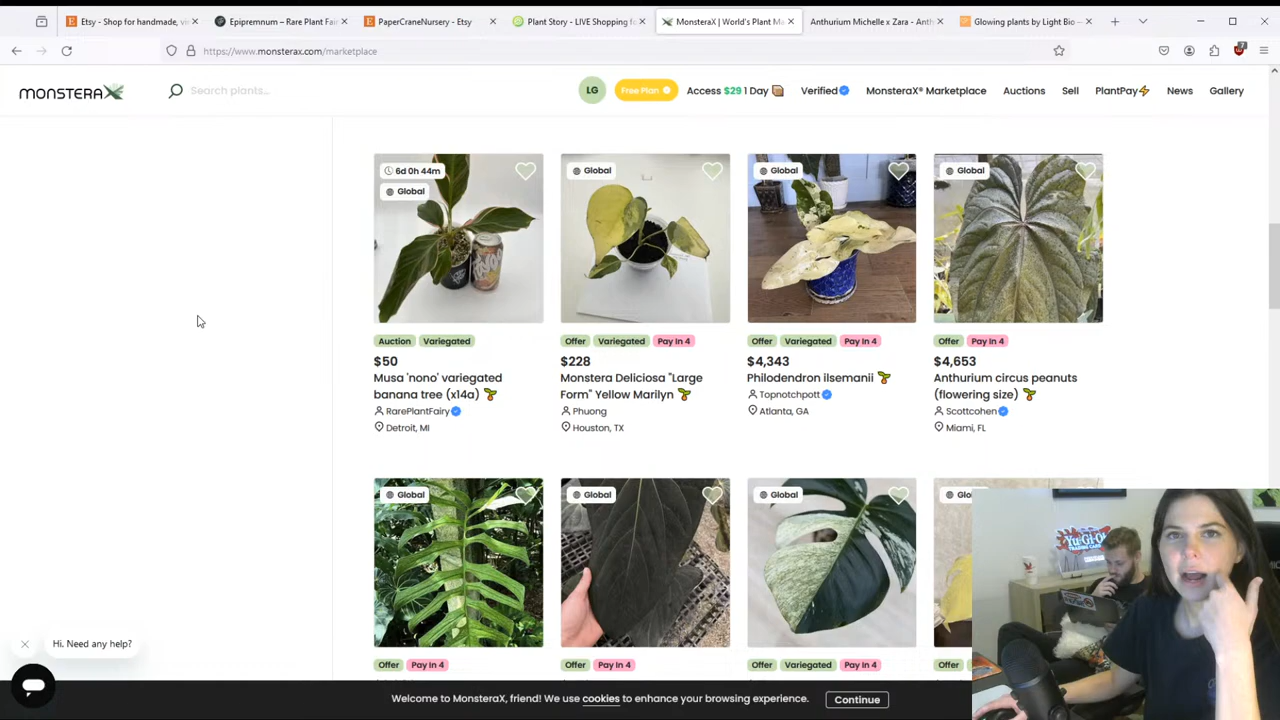 Etsy - Shop for handmade, vi
Epipremnum – Rare Plant Fair
PaperCraneNursery - Etsy
Plant Story - LIVE Shopping f
MonsteraX | World's Plant M
Anthurium Michelle x Zara - Anth
Glowing plants by Light Bio —
https://www.monsterax.com/marketplace
7
MONSTERAX
Search plants...
LG
Free Plan
Access $29 1 Day
Verified
MonsteraX® Marketplace
Auctions
Sell
PlantPay
News
Gallery
6d 0h 44m
Global
Global
Global
Global
Auction Variegated
$50
Musa 'nono' variegated
banana tree (x14a)
RarePlantFairy
Detroit, MI
Offer Variegated Pay In 4
$228
Monstera Deliciosa "Large
Form" Yellow Marilyn
Phuong
Houston, TX
Offer Variegated Pay In 4
$4,343
Philodendron ilsemanii
Topnotchpott
Atlanta, GA
Offer Pay In 4
$4,653
Anthurium circus peanuts
(flowering size)
Scottcohen
Miami, FL
Global
Global
Global
Glo
Offer Pay In 4
Offer Pay In 4
Offer Variegated Pay In 4
Offer
Hi. Need any help?
Welcome to MonsteraX, friend! We use cookies to enhance your browsing experience.
Continue
Yu-Gi-O
TRADING CARD